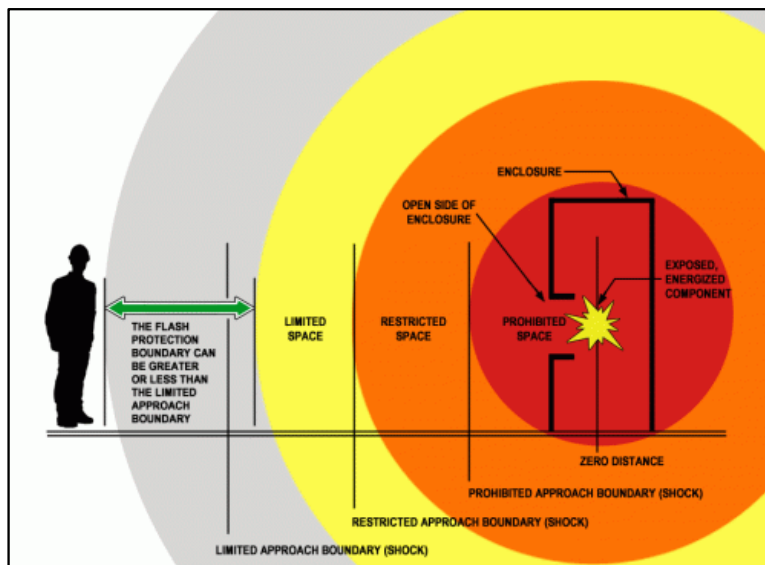 ENCLOSURE
OPEN SIDE OF
ENCLOSURE
EXPOSED,
ENERGIZED
COMPONENT
THE FLASH
PROTECTION
BOUNDARY CAN
BE GREATER
OR LESS THAN
THE LIMITED
APPROACH
BOUNDARY
LIMITED
SPACE
RESTRICTED
SPACE
PROHIBITED
SPACE
ZERO DISTANCE
PROHIBITED APPROACH BOUNDARY (SHOCK)
RESTRICTED APPROACH BOUNDARY (SHOCK)
LIMITED APPROACH BOUNDARY (SHOCK)